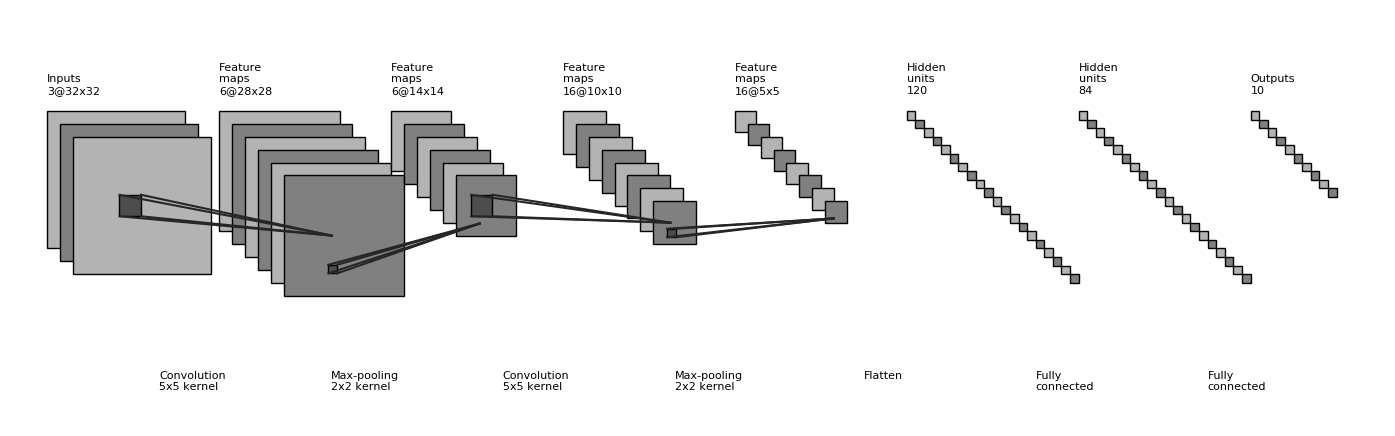 Inputs
3@32x32
Feature
maps
6@28x28
Feature
maps
6@14x14
Feature
maps
16@10x10
Feature
maps
16@5x5
Hidden
units
120
Hidden
units
84
Outputs
10
Convolution
5x5 kernel
Max-pooling
2x2 kernel
Convolution
5x5 kernel
Max-pooling
2x2 kernel
Flatten
Fully
connected
Fully
connected